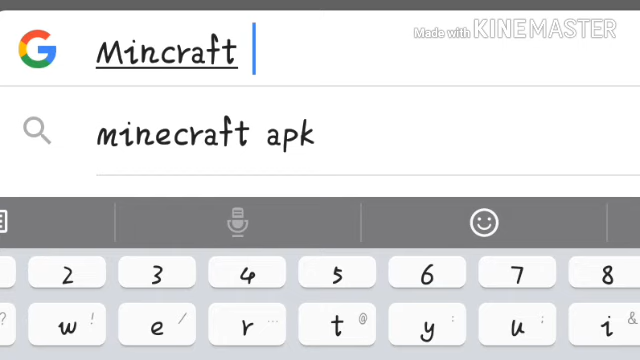 Made with KINEMASTER
Mincraft
minecraft apk
2 3 4 5 6 7 8
? w ! e / r ... t @ y : u ; i &